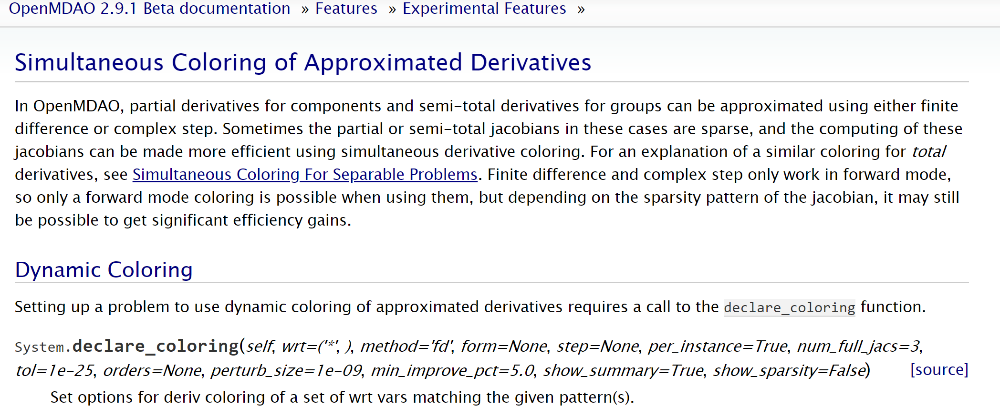 OpenMDAO 2.9.1 Beta documentation » Features » Experimental Features »
Simultaneous Coloring of Approximated Derivatives
In OpenMDAO, partial derivatives for components and semi-total derivatives for groups can be approximated using either finite
difference or complex step. Sometimes the partial or semi-total jacobians in these cases are sparse, and the computing of these
jacobians can be made more efficient using simultaneous derivative coloring. For an explanation of a similar coloring for total
derivatives, see Simultaneous Coloring For Separable Problems. Finite difference and complex step only work in forward mode,
so only a forward mode coloring is possible when using them, but depending on the sparsity pattern of the jacobian, it may still
be possible to get significant efficiency gains.
Dynamic Coloring
Setting up a problem to use dynamic coloring of approximated derivatives requires a call to the declare_coloring function.
System.declare_coloring(self, wrt=('*', ), method='fd', form=None, step=None, per_instance=True, num_full_jacs=3,
tol=1e-25, orders=None, perturb_size=1e-09, min_improve_pct=5.0, show_summary=True, show_sparsity=False) [source]
Set options for deriv coloring of a set of wrt vars matching the given pattern(s).